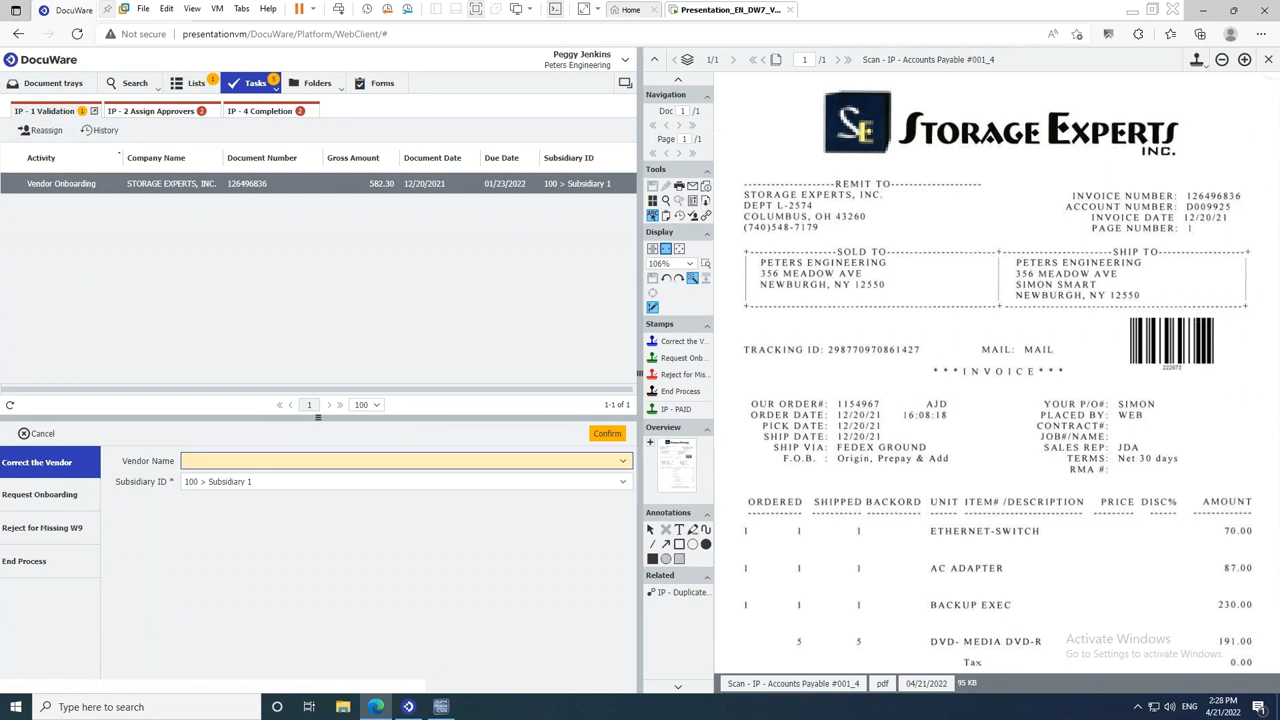 File Edit View VMs Tabs Help
Home
Presentation_EN_DW7_V...
Not secure
presentationvm/DocuWare/Platform/WebClient/#
DocuWare
Peggy Jenkins
Peters Engineering
Document trays
Search
Lists 1
Tasks 5
Folders
Forms
IP - 1 Validation 1
IP - 2 Assign Approvers 2
IP - 4 Completion 2
Reassign
History
Activity Company Name Document Number Gross Amount Document Date Due Date Subsidiary ID
Vendor Onboarding STORAGE EXPERTS, INC. 126496836 582.30 12/20/2021 01/23/2022 100 > Subsidiary 1
1
100
1-1 of 1
Cancel
Confirm
Correct the Vendor
Request Onboarding
Reject for Missing W9
End Process
Vendor Name
Subsidiary ID * 100 > Subsidiary 1
1/1
1 /1
Scan - IP - Accounts Payable #001_4
Navigation
Doc 1 /1
Page 1 /1
Tools
Display
106%
Stamps
Correct the V...
Request Onb...
Reject for Mis...
End Process
IP - PAID
Overview
Annotations
Related
IP - Duplicate...
SE
STORAGE EXPERTS
INC.
REMIT TO
STORAGE EXPERTS, INC.
DEPT L-2574
COLUMBUS, OH 43260
(740)548-7179
INVOICE NUMBER: 126496836
ACCOUNT NUMBER: D009925
INVOICE DATE 12/20/21
PAGE NUMBER: 1
SOLD TO
PETERS ENGINEERING
356 MEADOW AVE
NEWBURGH, NY 12550
SHIP TO
PETERS ENGINEERING
356 MEADOW AVE
SIMON SMART
NEWBURGH, NY 12550
TRACKING ID: 298770970861427 MAIL: MAIL
222873
* * * I N V O I C E * * *
OUR ORDER#: 1154967 AJD
ORDER DATE: 12/20/21 16:08:18
PICK DATE: 12/20/21
SHIP DATE: 12/20/21
SHIP VIA: FEDEX GROUND
F.O.B. : Origin, Prepay & Add
YOUR P/O#: SIMON
PLACED BY: WEB
CONTRACT#:
JOB#/NAME:
SALES REP: JDA
TERMS: Net 30 days
RMA #:
ORDERED SHIPPED BACKORD UNIT ITEM# /DESCRIPTION PRICE DISC% AMOUNT
1 1 1 ETHERNET-SWITCH 70.00
1 1 1 AC ADAPTER 87.00
1 1 1 BACKUP EXEC 230.00
5 5 DVD- MEDIA DVD-R 191.00
Tax 0.00
Activate Windows
Go to Settings to activate Windows.
Scan - IP - Accounts Payable #001_4 pdf 04/21/2022 95 KB
Type here to search
ENG
2:28 PM
4/21/2022
1